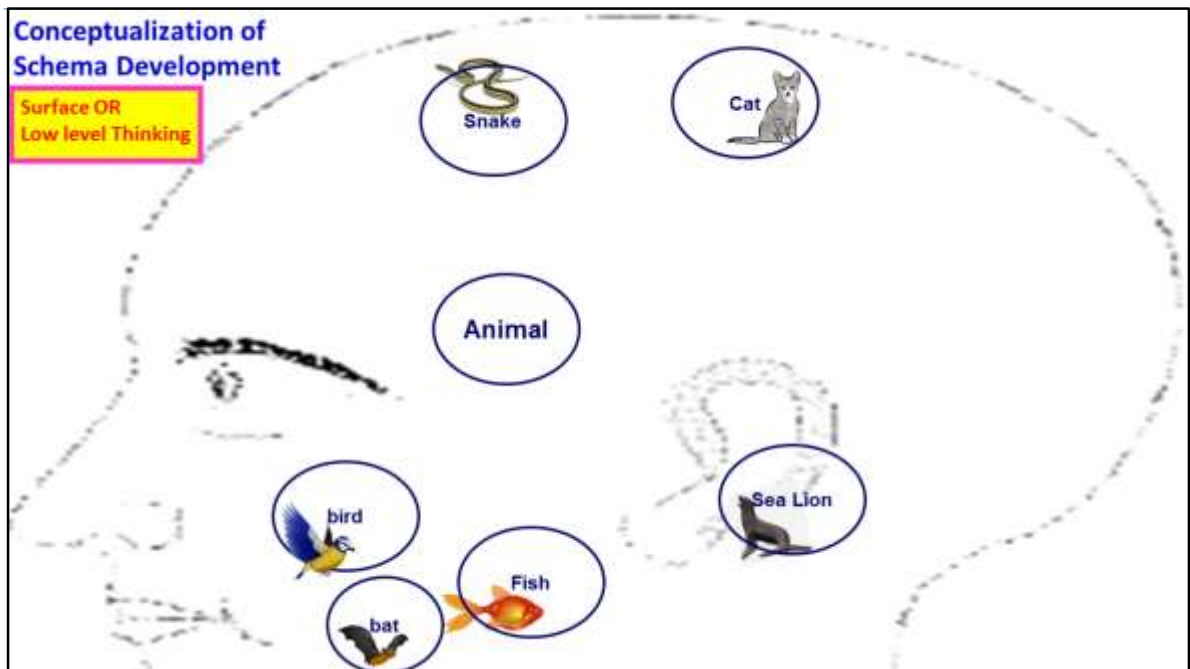 Conceptualization of
Schema Development
Surface OR
Low level Thinking
Snake
Cat
Animal
bird
Sea Lion
Fish
bat